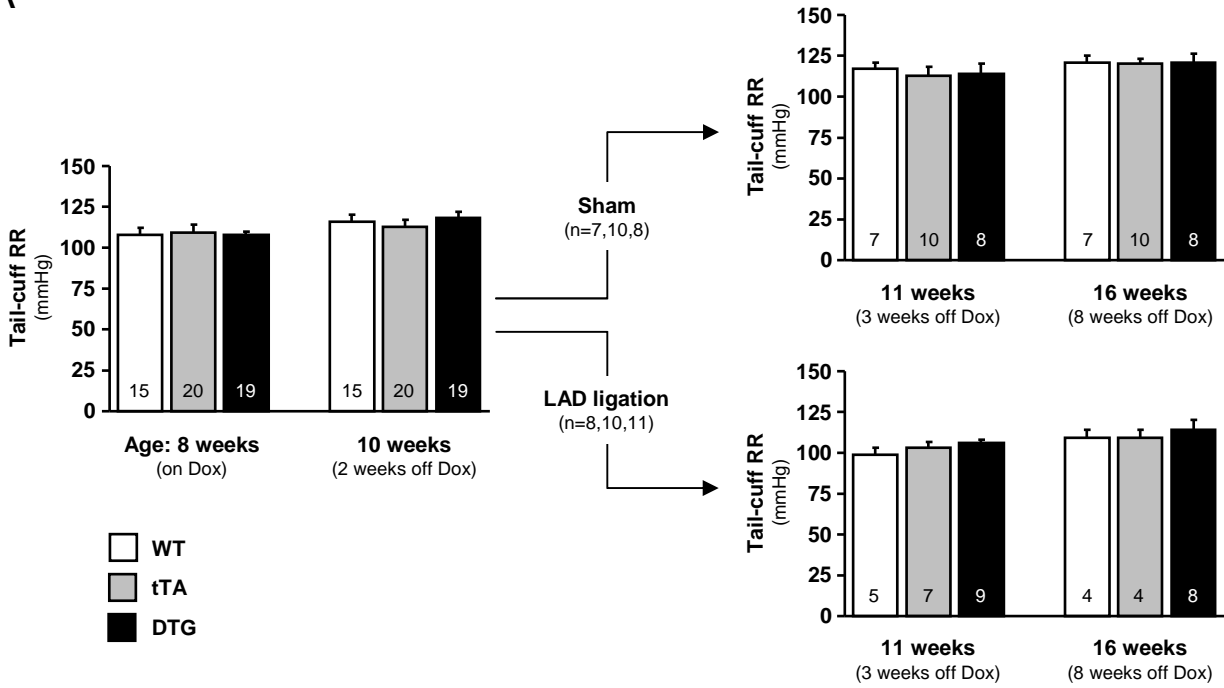 Tail-cuff RR
(mmHg)
150
125
100
75
50
25
0
15 20 19 15 20 19
Age: 8 weeks
(on Dox)
10 weeks
(2 weeks off Dox)
WT
tTA
DTG
Sham
(n=7,10,8)
LAD ligation
(n=8,10,11)
Tail-cuff RR
(mmHg)
150
125
100
75
50
25
0
7 10 8 7 10 8
11 weeks
(3 weeks off Dox)
16 weeks
(8 weeks off Dox)
Tail-cuff RR
(mmHg)
150
125
100
75
50
25
0
5 7 9 4 4 8
11 weeks
(3 weeks off Dox)
16 weeks
(8 weeks off Dox)